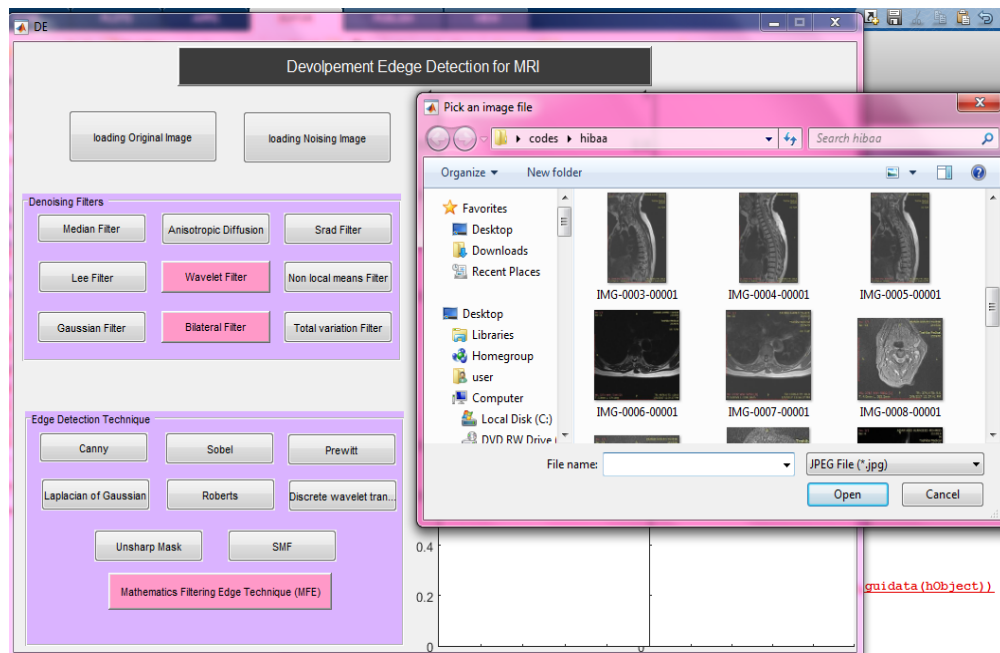 DE
Devolpement Edege Detection for MRI
loading Original Image
loading Noising Image
Denoising Filters
Median Filter
Anisotropic Diffusion
Srad Filter
Lee Filter
Wavelet Filter
Non local means Filter
Gaussian Filter
Bilateral Filter
Total variation Filter
Edge Detection Technique
Canny
Sobel
Prewitt
Laplacian of Gaussian
Roberts
Discrete wavelet tran...
Unsharp Mask
SMF
Mathematics Filtering Edge Technique (MFE)
Pick an image file
codes
hibaa
Search hibaa
Organize
New folder
Favorites
Desktop
Downloads
Recent Places
Desktop
Libraries
Homegroup
user
Computer
Local Disk (C:)
DVD RW Drive
IMG-0003-00001
IMG-0004-00001
IMG-0005-00001
IMG-0006-00001
IMG-0007-00001
IMG-0008-00001
File name:
JPEG File (*.jpg)
Open
Cancel
0.4
0.2
0
0
guidata(hObject))